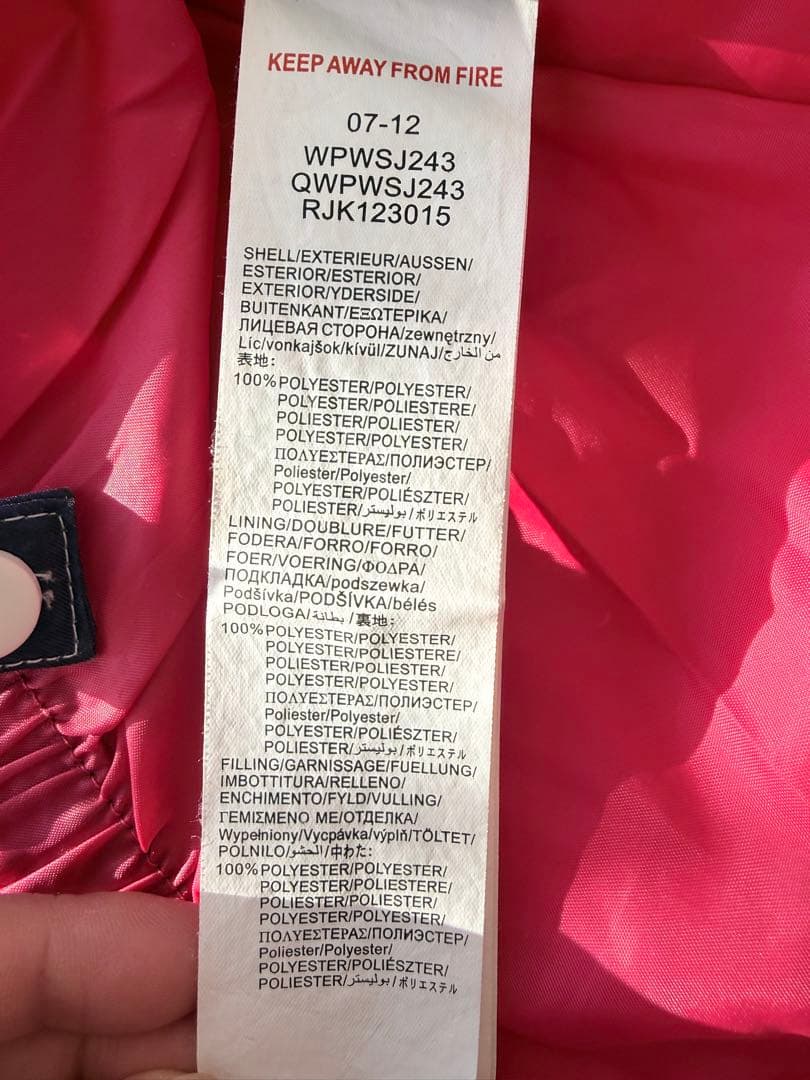 KEEP AWAY FROM FIRE
07-12
WPWSJ243
QWPWSJ243
RJK123015
SHELL/EXTERIEUR/AUSSEN/
ESTERIOR/ESTERIOR/
EXTERIOR/YDERSIDE/
BUITENKANT/ΕΞΩΤΕΡΙΚΑ/
ЛИЦЕВАЯ СТОРОНА/zewnętrzny/
Líc/vonkajšok/kívül/ZUNAJ/من الخارج/
表地:
100%POLYESTER/POLYESTER/
POLYESTER/POLIESTERE/
POLIESTER/POLIESTER/
POLYESTER/POLYESTER/
ΠΟΛΥΕΣΤΕΡΑΣ/ПОЛИЭСТЕР/
Poliester/Polyester/
POLYESTER/POLIÉSZTER/
POLIESTER/بوليستر/ポリエステル
LINING/DOUBLURE/FUTTER/
FODERA/FORRO/FORRO/
FOER/VOERING/ΦΟΔΡΑ/
ПОДКЛАДКА/podszewka/
Podšívka/PODŠÍVKA/bélés
PODLOGA/بطانة/裏地:
100%POLYESTER/POLYESTER/
POLYESTER/POLIESTERE/
POLIESTER/POLIESTER/
POLYESTER/POLYESTER/
ΠΟΛΥΕΣΤΕΡΑΣ/ПОЛИЭСТЕР/
Poliester/Polyester/
POLYESTER/POLIÉSZTER/
POLIESTER/بوليستر/ポリエステル
FILLING/GARNISSAGE/FUELLUNG/
IMBOTTITURA/RELLENO/
ENCHIMENTO/FYLD/VULLING/
ΓΕΜΙΣΜΕΝΟ ΜΕ/ОТДЕЛКА/
Wypełniony/Vycpávka/výplň/TÖLTET/
POLNILO/الحشو/中わた:
100%POLYESTER/POLYESTER/
POLYESTER/POLIESTERE/
POLIESTER/POLIESTER/
POLYESTER/POLYESTER/
ΠΟΛΥΕΣΤΕΡΑΣ/ПОЛИЭСТЕР/
Poliester/Polyester/
POLYESTER/POLIÉSZTER/
POLIESTER/بوليستر/ポリエステル